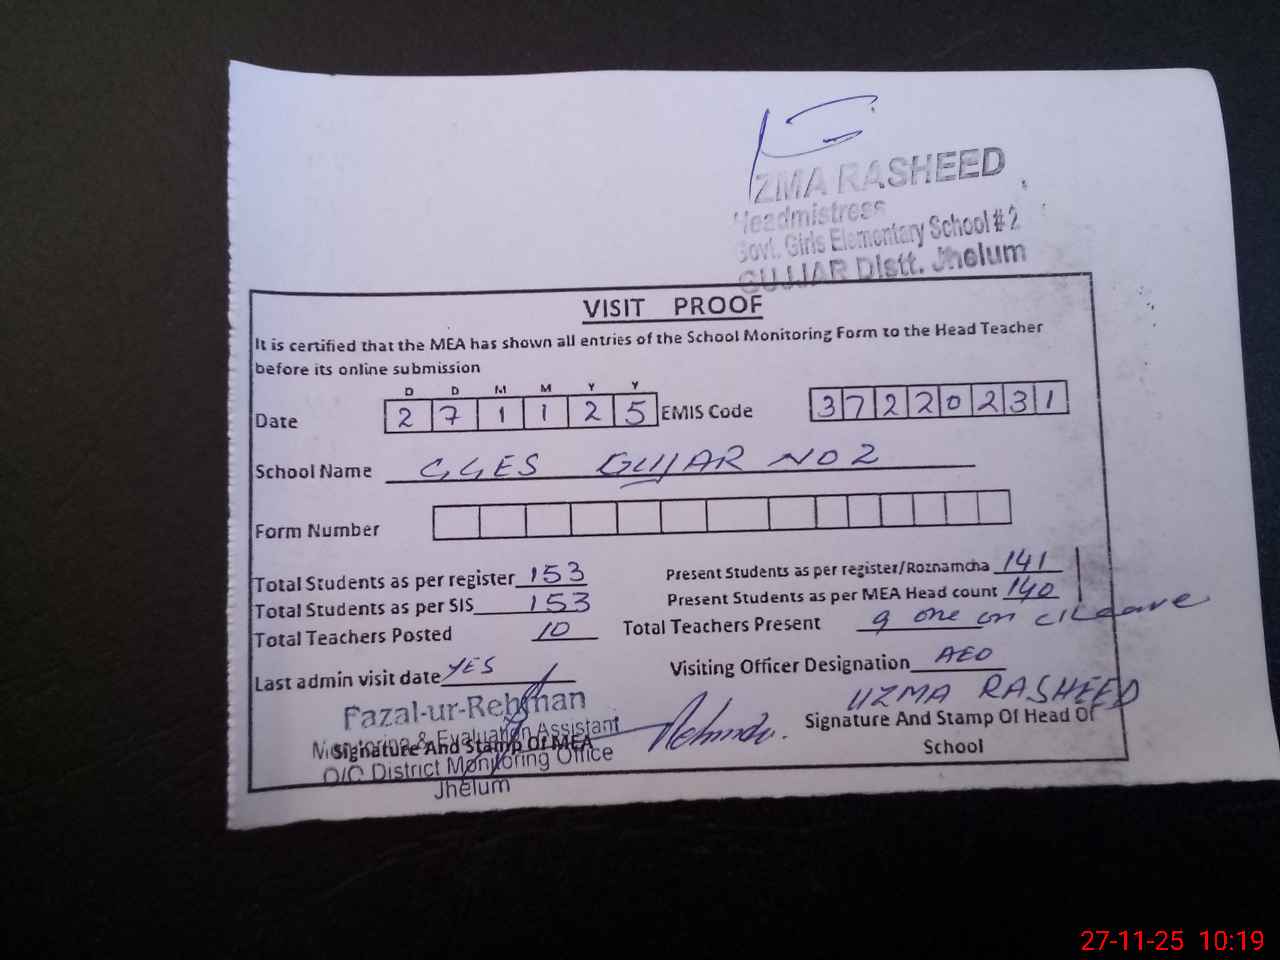 UZMA RASHEED
Headmistress
Govt. Girls Elementary School # 2
GUJJAR Distt. Jhelum
VISIT PROOF
It is certified that the MEA has shown all entries of the School Monitoring Form to the Head Teacher
before its online submission
D D M M Y Y
Date 2 7 1 1 2 5 EMIS Code 3 7 2 2 0 2 3 1
School Name GGES GUJJAR NO 2
Form Number
Total Students as per register 153 Present Students as per register/Roznamcha 141
Total Students as per SIS 153 Present Students as per MEA Head count 140
Total Teachers Posted 10 Total Teachers Present 9 one on c/Leave
Last admin visit date YES Visiting Officer Designation AEO
Fazal-ur-Rehman UZMA RASHEED
Monitoring & Evaluation Assistant
Signature And Stamp Of MEA Signature And Stamp Of Head Of
School
O/O District Monitoring Office
Jhelum
27-11-25 10:19